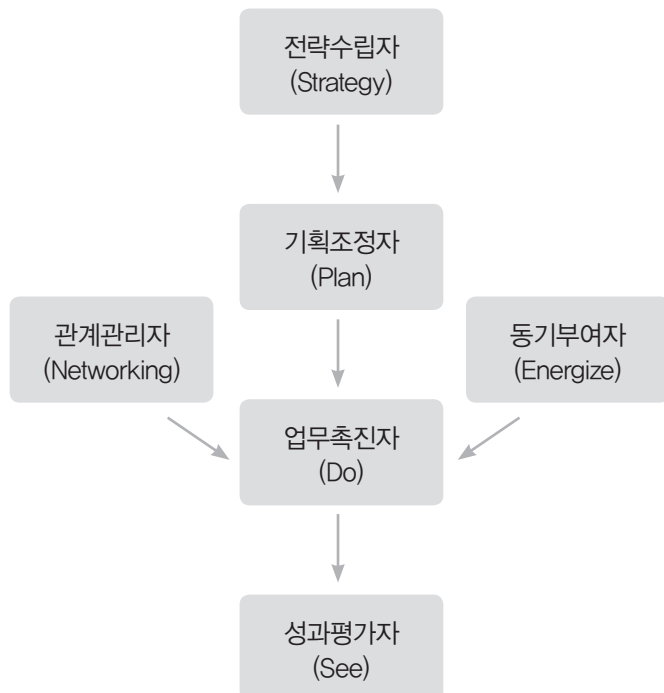 전략수립자
(Strategy)
기획조정자
(Plan)
관계관리자
(Networking)
동기부여자
(Energize)
업무촉진자
(Do)
성과평가자
(See)